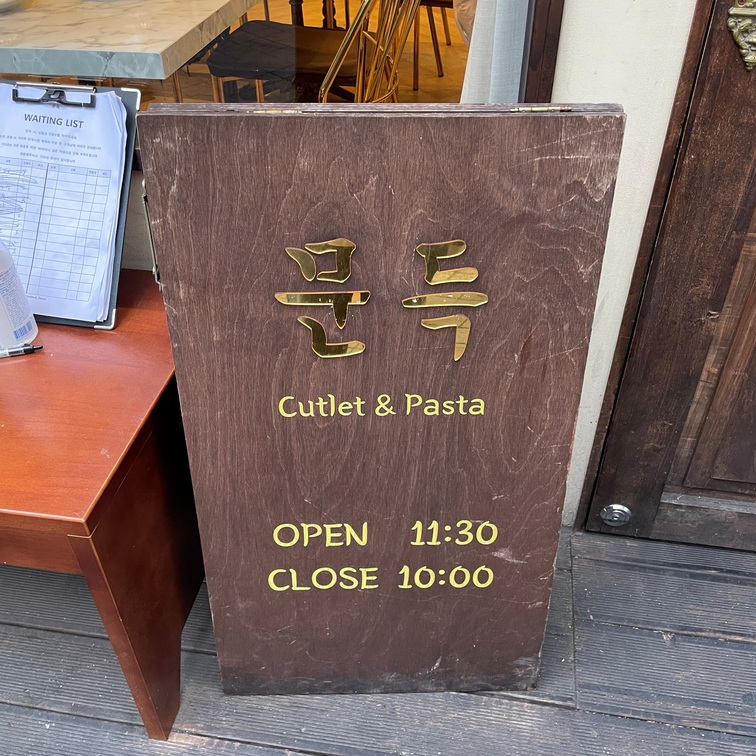 WAITING LIST
문득
Cutlet & Pasta
OPEN 11:30
CLOSE 10:00